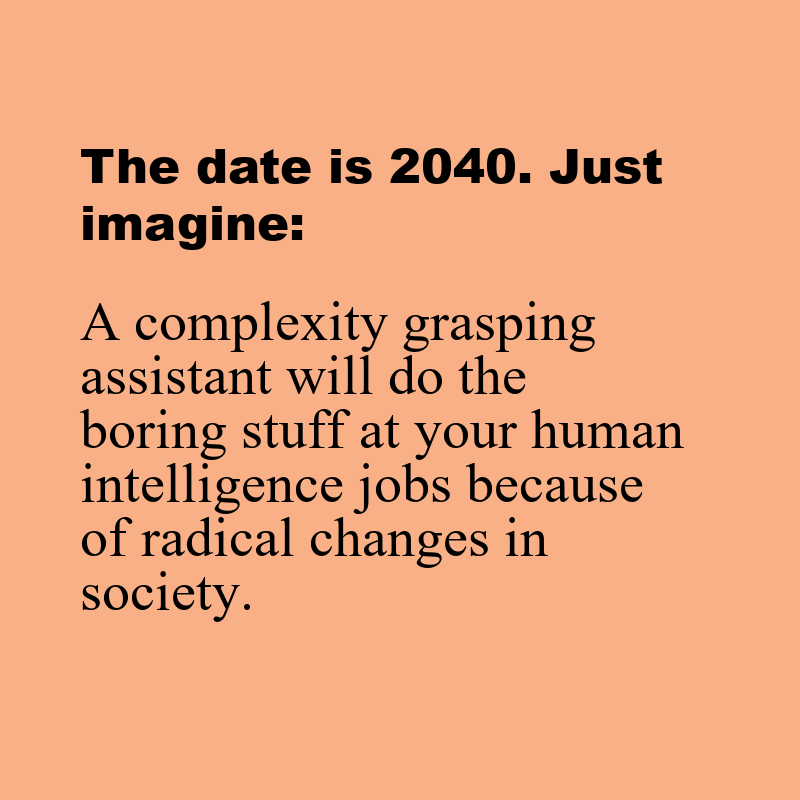 The date is 2040. Just
imagine:
A complexity grasping
assistant will do the
boring stuff at your human
intelligence jobs because
of radical changes in
society.